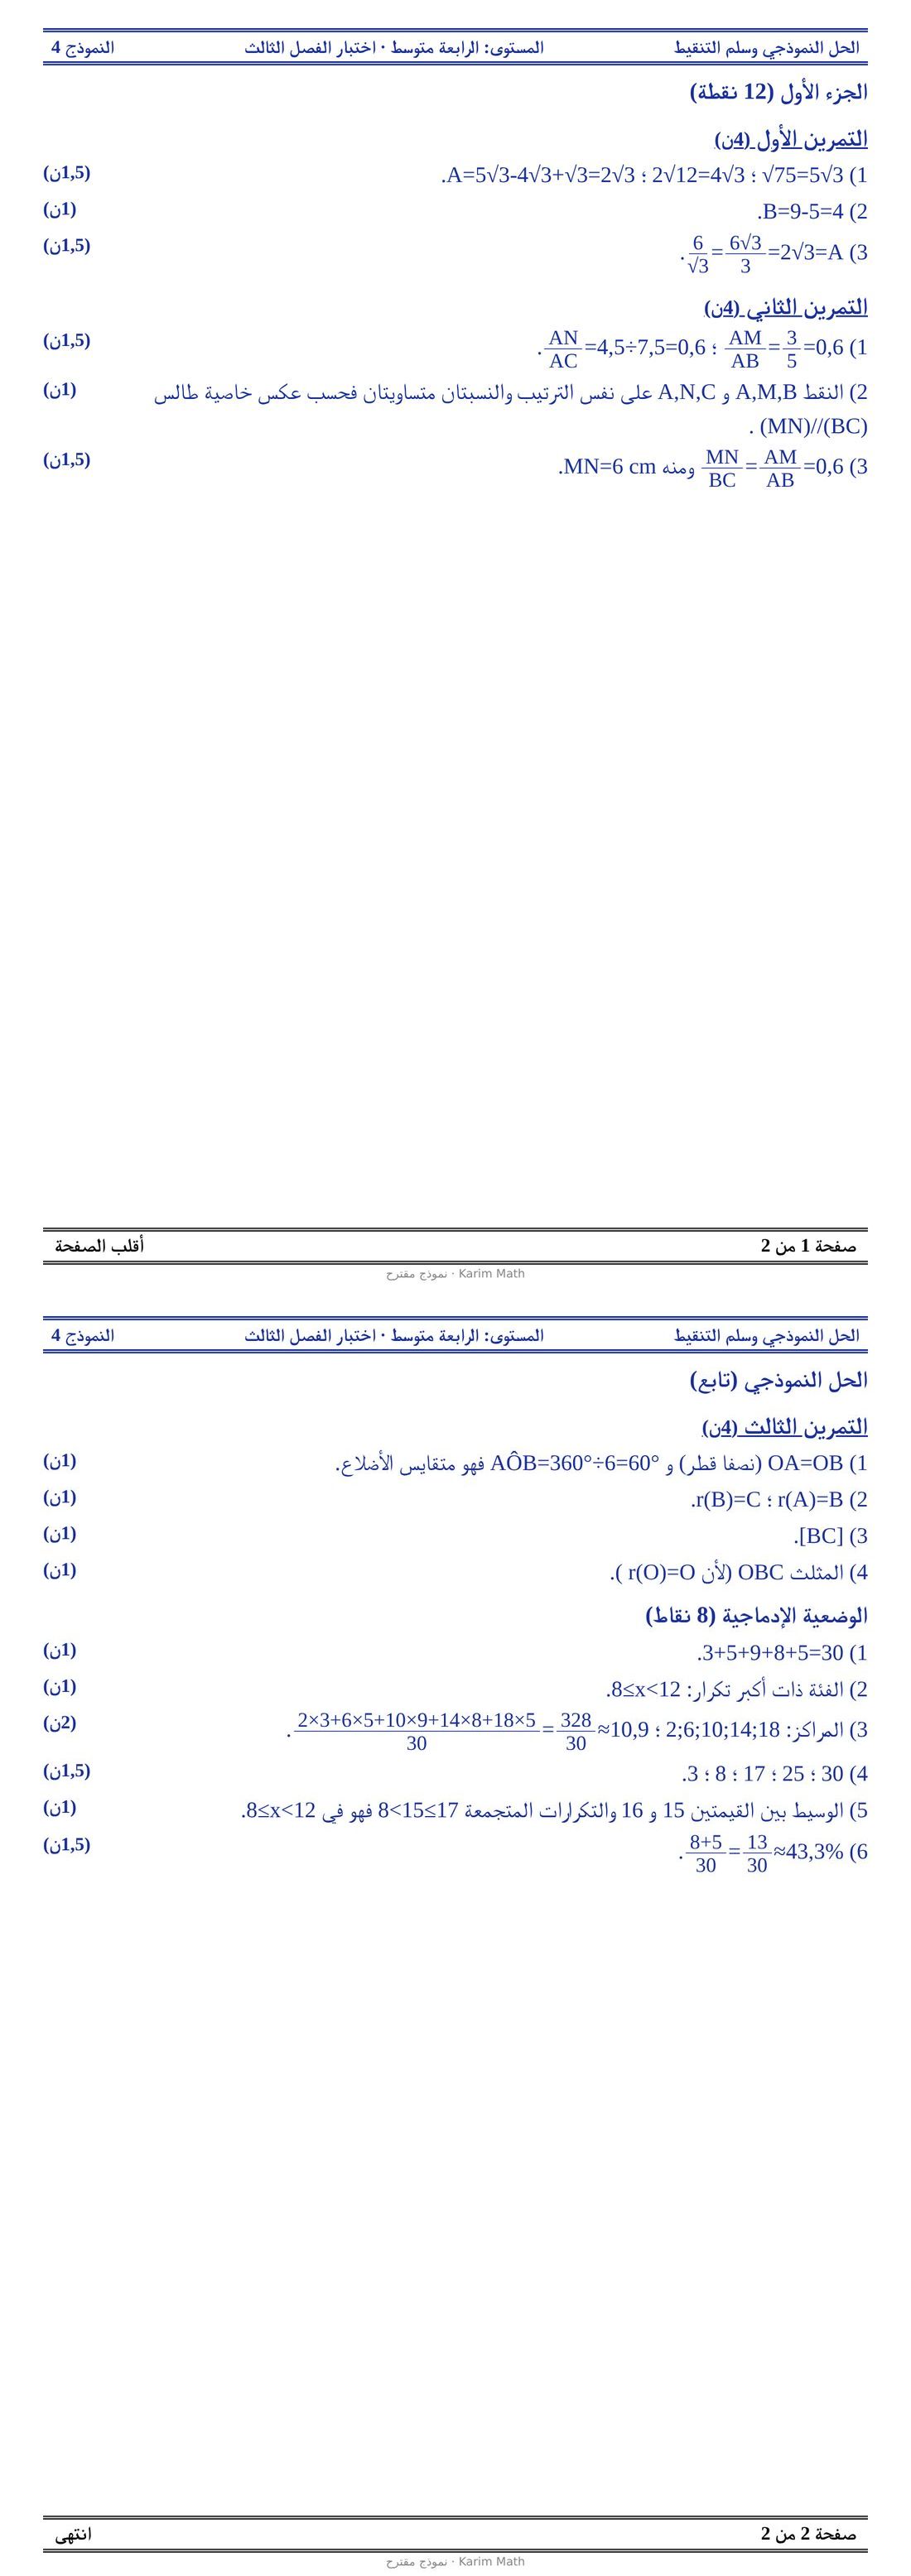 الحل النموذجي وسلم التنقيط المستوى: الرابعة متوسط · اختبار الفصل الثالث النموذج 4
الجزء الأول (12 نقطة)
التمرين الأول (4ن)
1) √75=5√3 ؛ 2√12=4√3 ؛ A=5√3-4√3+√3=2√3. (1,5ن)
2) B=9-5=4. (1ن)
3) 6/√3=6√3/3=2√3=A. (1,5ن)
التمرين الثاني (4ن)
1) AM/AB=3/5=0,6 ؛ AN/AC=4,5÷7,5=0,6. (1,5ن)
2) النقط A,M,B و A,N,C على نفس الترتيب والنسبتان متساويتان فحسب عكس خاصية طالس (1ن)
(MN)//(BC) .
3) MN/BC=AM/AB=0,6 ومنه MN=6 cm. (1,5ن)
صفحة 1 من 2 أقلب الصفحة
Karim Math · نموذج مقترح
الحل النموذجي وسلم التنقيط المستوى: الرابعة متوسط · اختبار الفصل الثالث النموذج 4
الحل النموذجي (تابع)
التمرين الثالث (4ن)
1) OA=OB (نصفا قطر) و AÔB=360°÷6=60° فهو متقايس الأضلاع. (1ن)
2) r(A)=B ؛ r(B)=C. (1ن)
3) [BC]. (1ن)
4) المثلث OBC (لأن r(O)=O ). (1ن)
الوضعية الإدماجية (8 نقاط)
1) 3+5+9+8+5=30. (1ن)
2) الفئة ذات أكبر تكرار: 8≤x<12. (1ن)
3) المراكز: 2;6;10;14;18 ؛ (2×3+6×5+10×9+14×8+18×5)/30=328/30≈10,9. (2ن)
4) 3 ؛ 8 ؛ 17 ؛ 25 ؛ 30. (1,5ن)
5) الوسيط بين القيمتين 15 و 16 والتكرارات المتجمعة 8<15≤17 فهو في 8≤x<12. (1ن)
6) (8+5)/30=13/30≈43,3%. (1,5ن)
صفحة 2 من 2 انتهى
Karim Math · نموذج مقترح